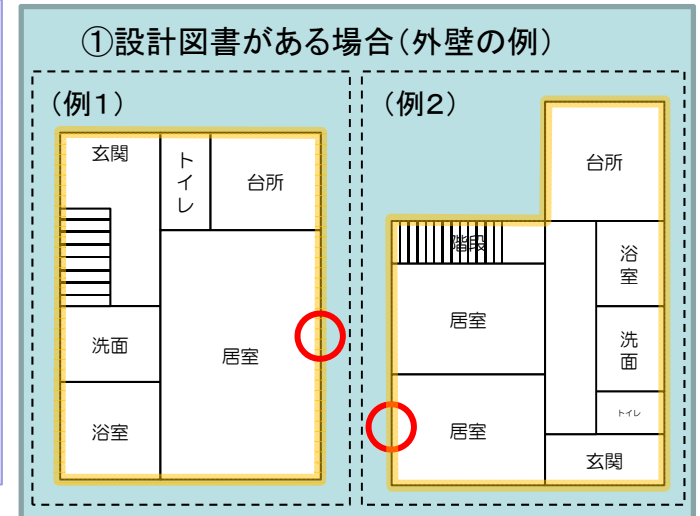 ①設計図書がある場合（外壁の例）
（例１）
玄関
トイレ
台所
洗面
居室
浴室
（例２）
台所
階段
浴室
居室
洗面
トイレ
居室
玄関